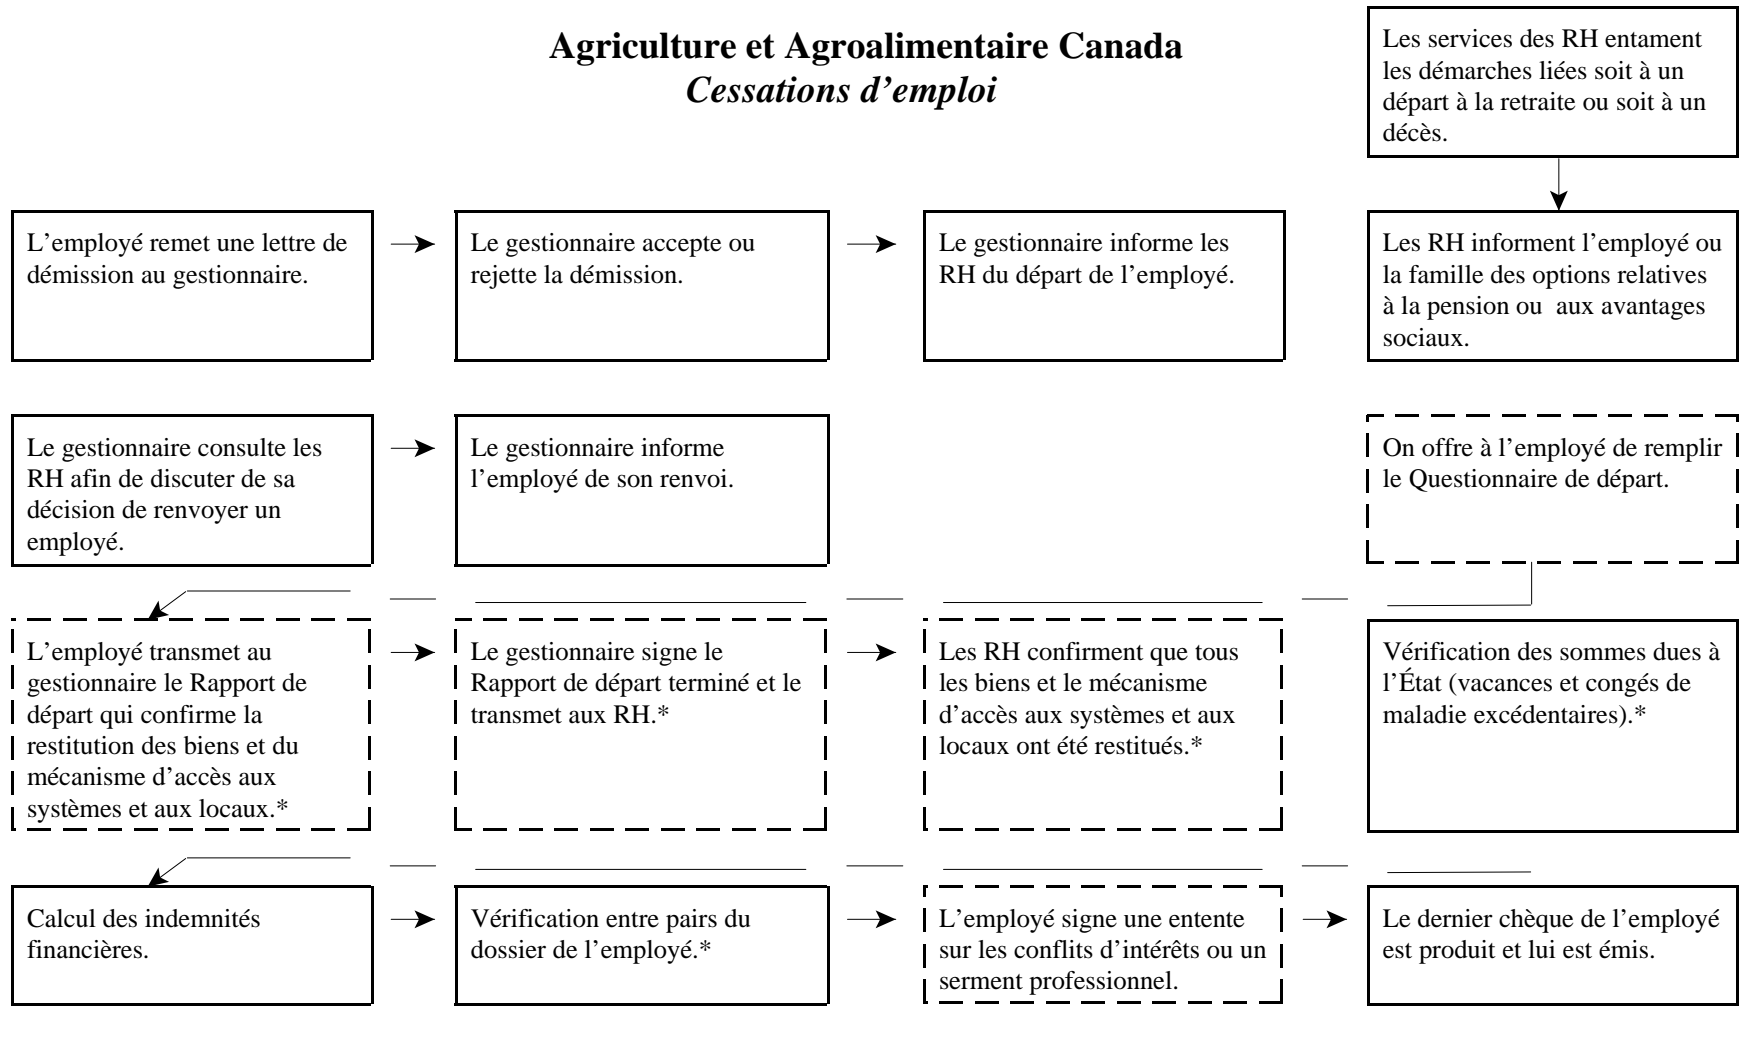 Agriculture et Agroalimentaire Canada
Cessations d’emploi
Les services des RH entament
les démarches liées soit à un
départ à la retraite ou soit à un
décès.
L’employé remet une lettre de
démission au gestionnaire.
Le gestionnaire accepte ou
rejette la démission.
Le gestionnaire informe les
RH du départ de l’employé.
Les RH informent l’employé ou
la famille des options relatives
à la pension ou aux avantages
sociaux.
Le gestionnaire consulte les
RH afin de discuter de sa
décision de renvoyer un
employé.
Le gestionnaire informe
l’employé de son renvoi.
On offre à l’employé de remplir
le Questionnaire de départ.
L’employé transmet au
gestionnaire le Rapport de
départ qui confirme la
restitution des biens et du
mécanisme d’accès aux
systèmes et aux locaux.*
Le gestionnaire signe le
Rapport de départ terminé et le
transmet aux RH.*
Les RH confirment que tous
les biens et le mécanisme
d’accès aux systèmes et aux
locaux ont été restitués.*
Vérification des sommes dues à
l’État (vacances et congés de
maladie excédentaires).*
Calcul des indemnités
financières.
Vérification entre pairs du
dossier de l’employé.*
L’employé signe une entente
sur les conflits d’intérêts ou un
serment professionnel.
Le dernier chèque de l’employé
est produit et lui est émis.